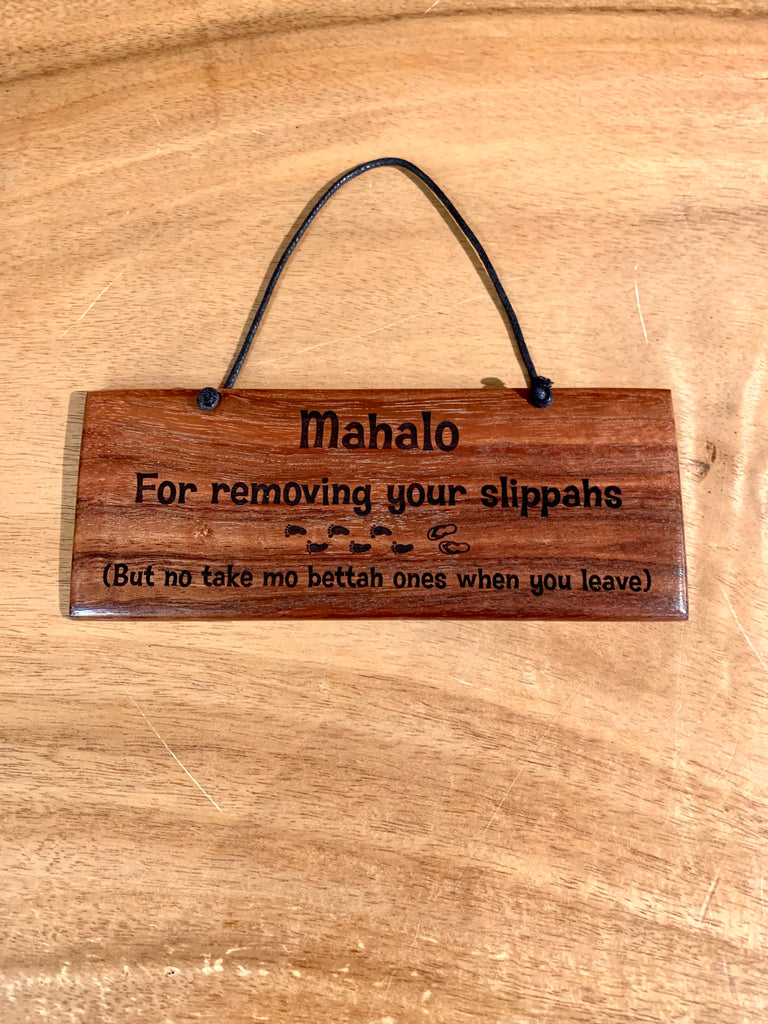 Mahalo
For removing your slippahs
(But no take mo bettah ones when you leave)